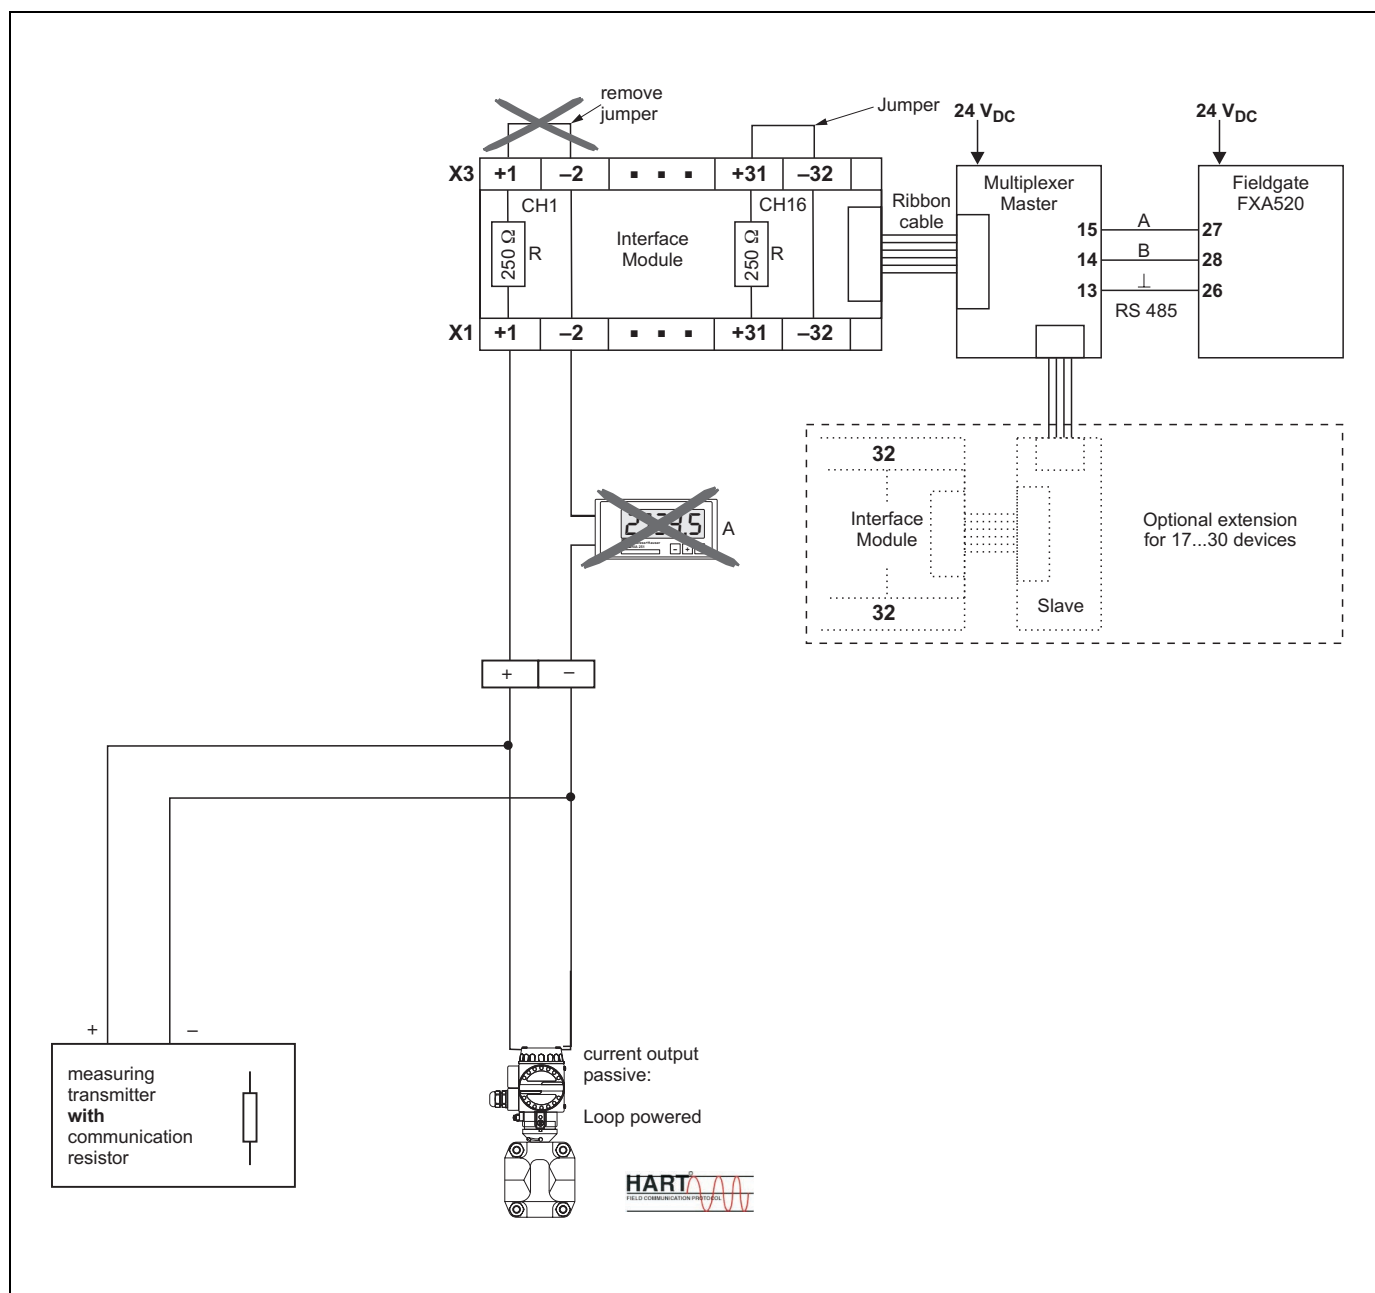 remove
jumper
Jumper
24 VDC
24 VDC
X3 +1 –2 ▪ ▪ ▪ +31 –32
CH1
CH16
250 Ω
R
Interface
Module
250 Ω
R
Ribbon
cable
Multiplexer
Master
15 A 27
14 B 28
13 ⊥ 26
RS 485
Fieldgate
FXA520
X1 +1 –2 ▪ ▪ ▪ +31 –32
A
32
Interface
Module
32
Slave
Optional extension
for 17...30 devices
+ –
+ –
measuring
transmitter
with
communication
resistor
current output
passive:
Loop powered
HART
FIELD COMMUNICATION PROTOCOL